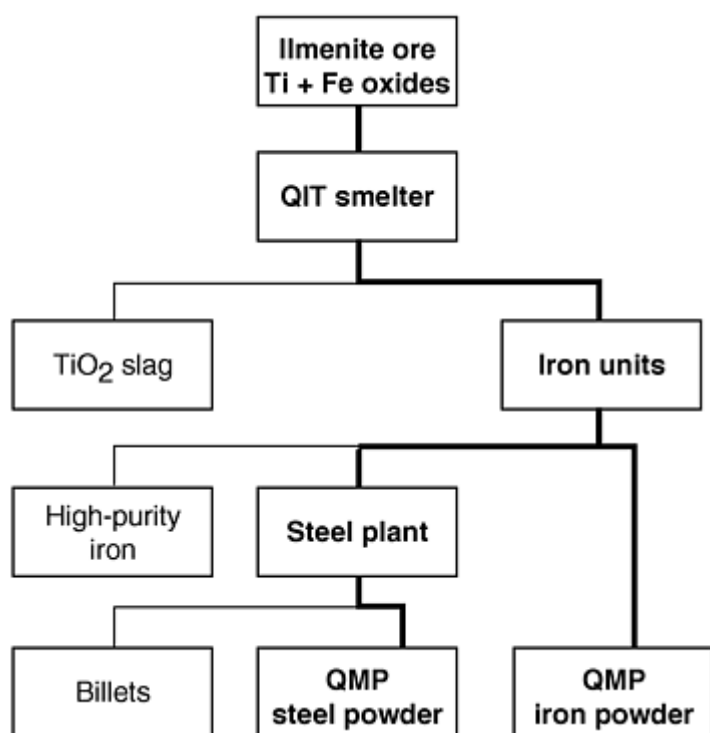 Ilmenite ore
Ti + Fe oxides
QIT smelter
TiO2 slag
Iron units
High-purity
iron
Steel plant
Billets
QMP
steel powder
QMP
iron powder